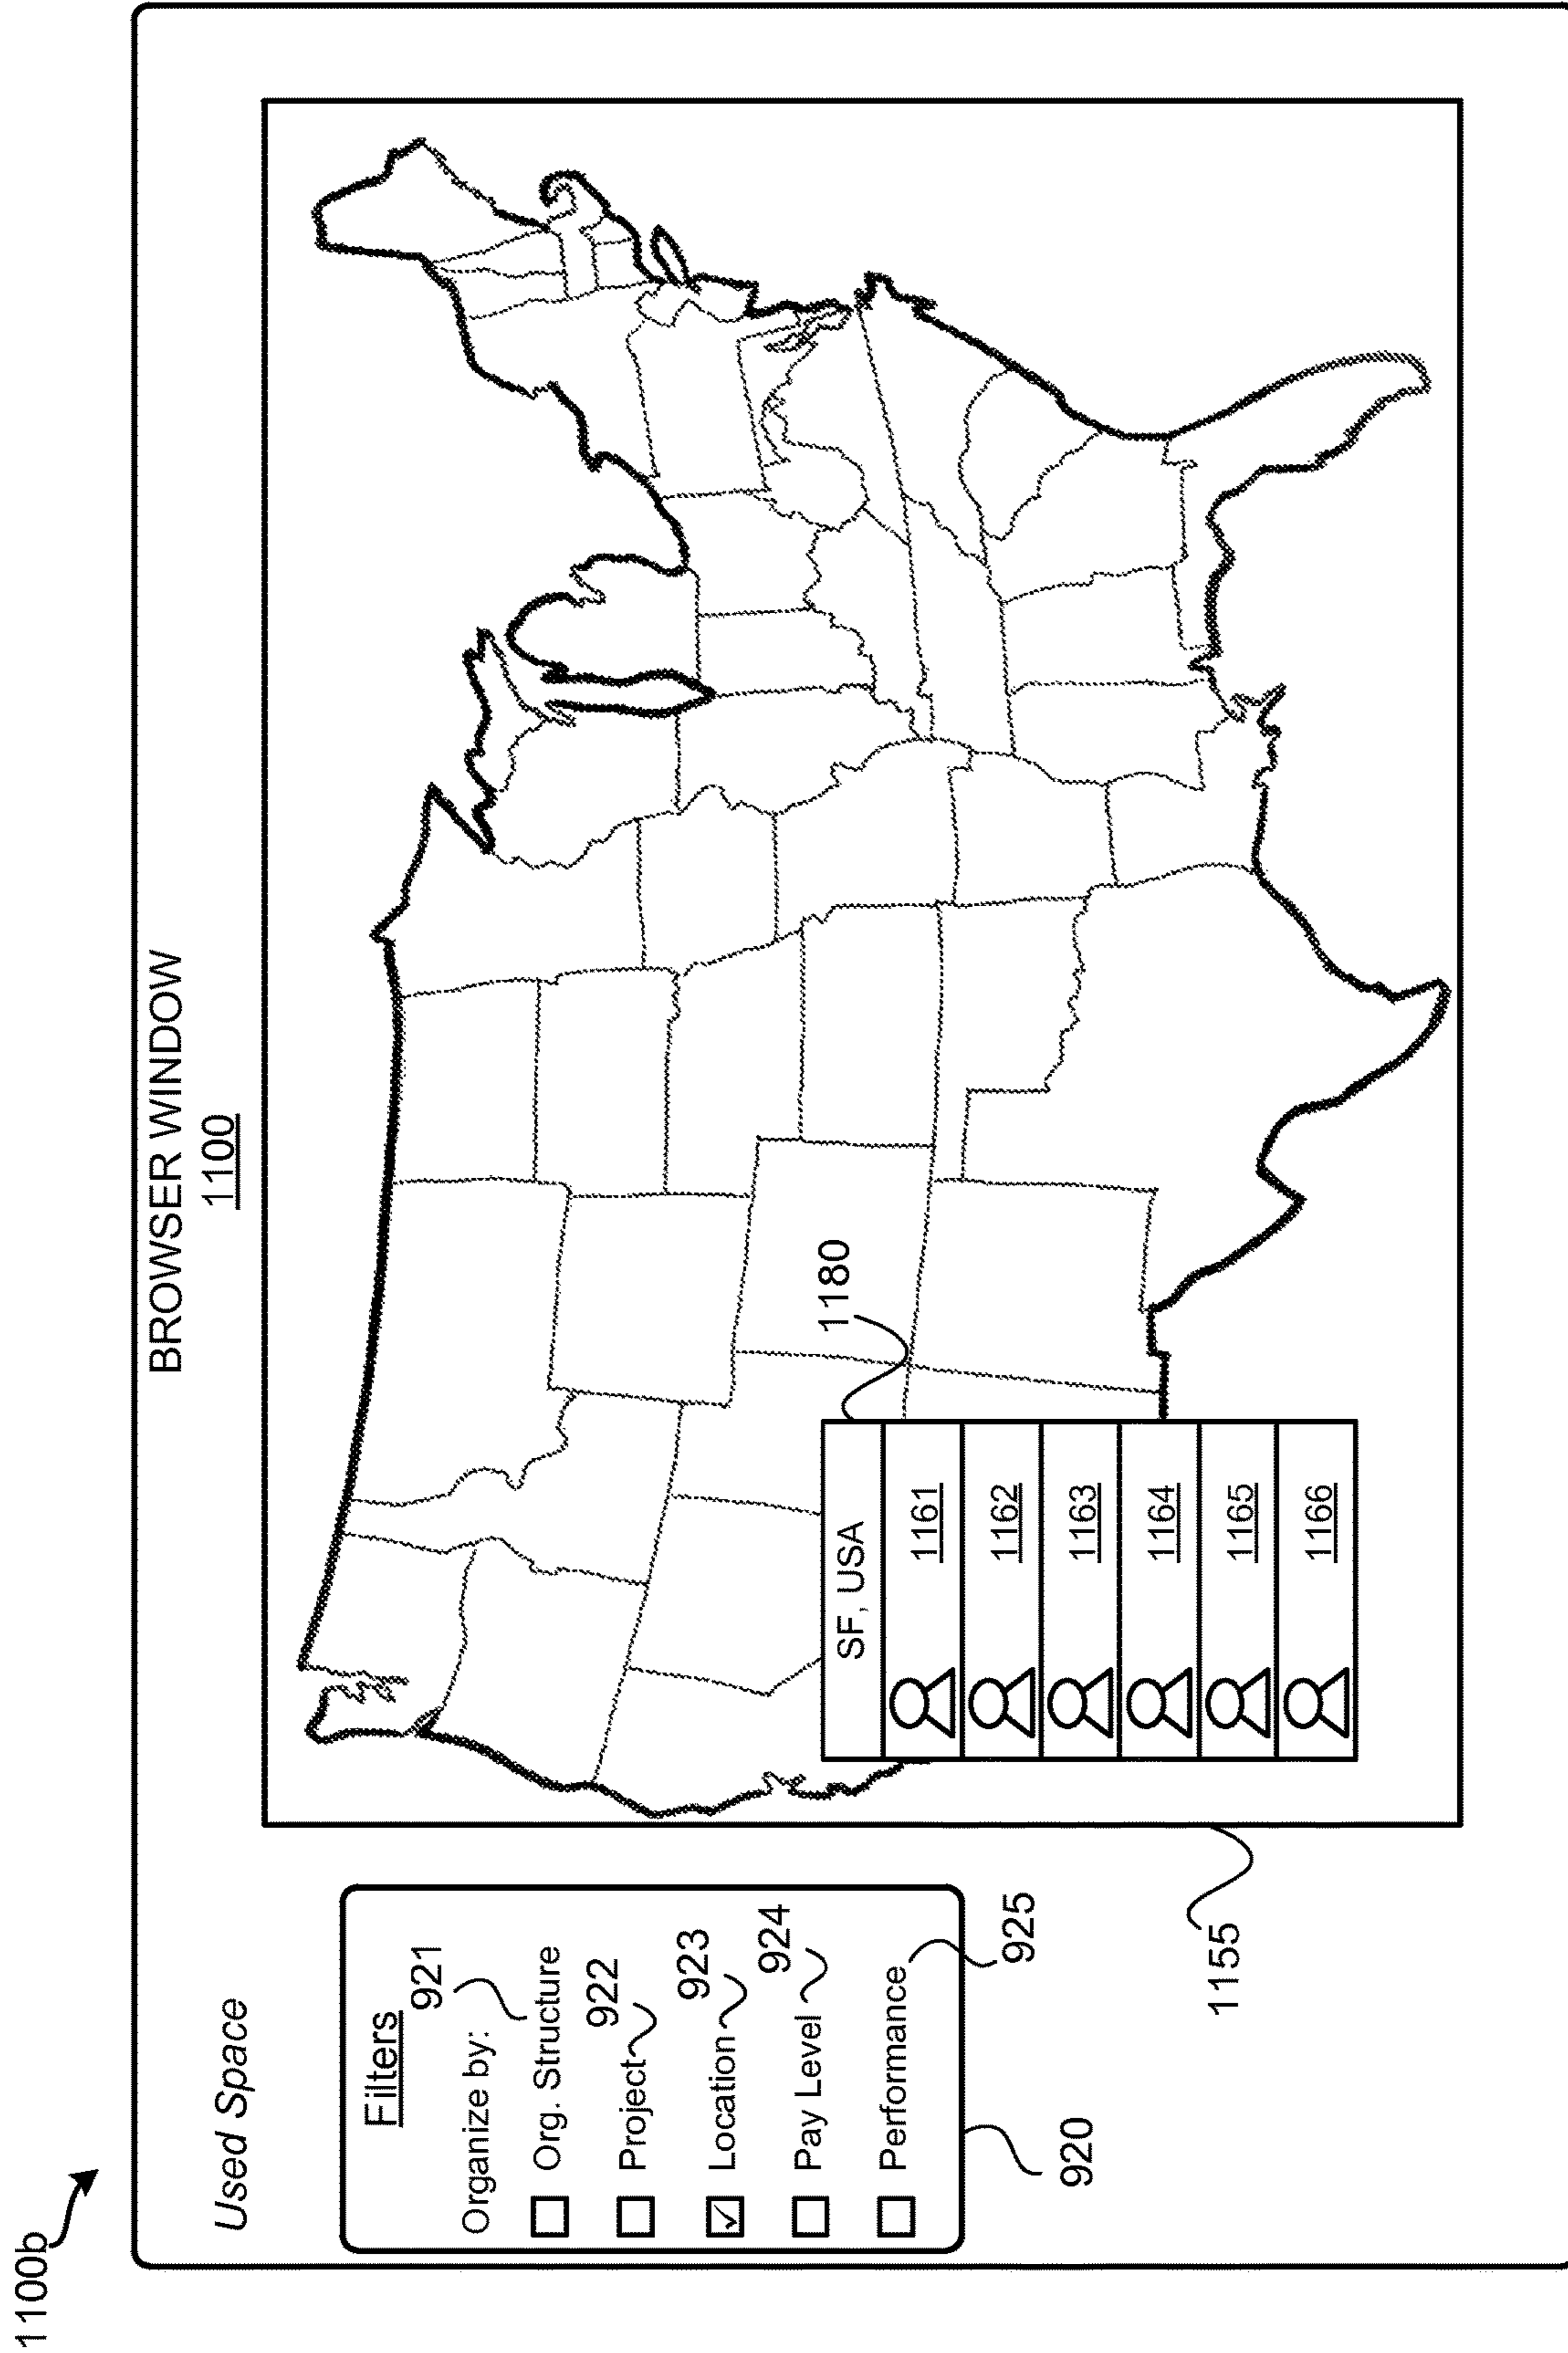 1100b
BROWSER WINDOW
1100
Used Space
Filters
Organize by:
921
Org. Structure
922
Project
923
Location
924
Pay Level
925
Performance
920
1155
1180
SF, USA
1161
1162
1163
1164
1165
1166